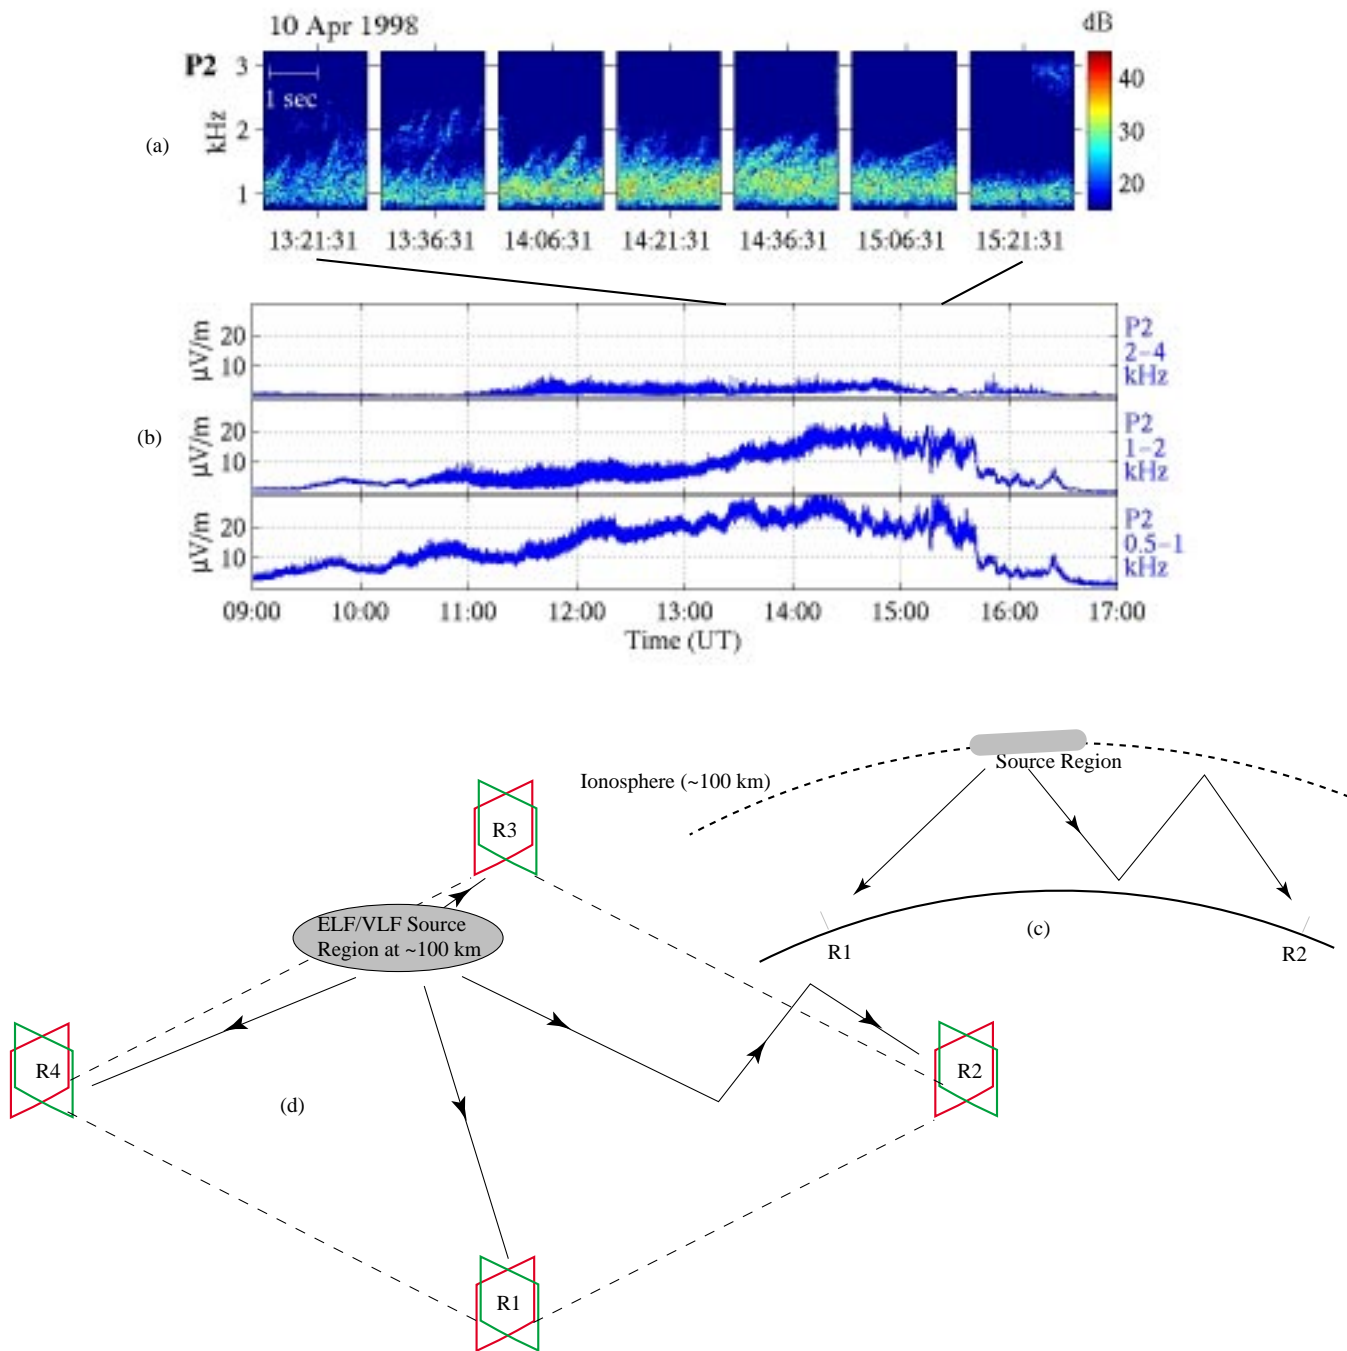 10 Apr 1998
dB
P2
3
2
1
kHz
1 sec
40
30
20
(a)
13:21:31 13:36:31 14:06:31 14:21:31 14:36:31 15:06:31 15:21:31
(b)
μV/m
20
10
P2
2–4
kHz
μV/m
20
10
P2
1–2
kHz
μV/m
20
10
P2
0.5–1
kHz
09:00 10:00 11:00 12:00 13:00 14:00 15:00 16:00 17:00
Time (UT)
Ionosphere (~100 km)
Source Region
R1
(c)
R2
R3
ELF/VLF Source
Region at ~100 km
R4
R2
(d)
R1